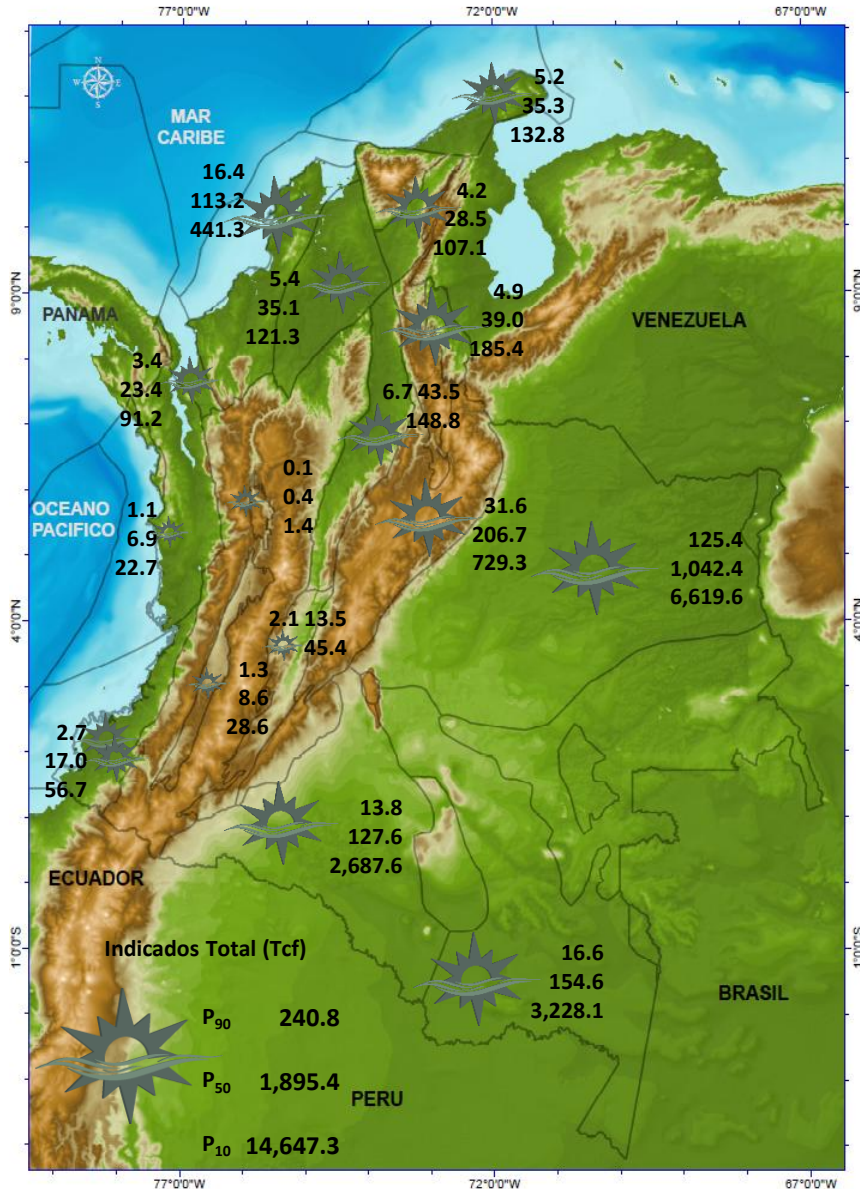 77°0'0"W 72°0'0"W 67°0'0"W
N
W E
S
MAR
CARIBE
5.2
35.3
132.8
16.4
113.2
441.3
4.2
28.5
107.1
5.4
35.1
121.3
4.9
39.0
185.4
9°0'0"N
9°0'0"N
PANAMA
VENEZUELA
3.4
23.4
91.2
6.7 43.5
148.8
0.1
0.4
1.4
OCEANO
PACIFICO
1.1
6.9
22.7
31.6
206.7
729.3
125.4
1,042.4
6,619.6
4°0'0"N
4°0'0"N
2.1 13.5
45.4
1.3
8.6
28.6
2.7
17.0
56.7
13.8
127.6
2,687.6
ECUADOR
1°0'0"S
1°0'0"S
Indicados Total (Tcf)
16.6
154.6
3,228.1
BRASIL
P90 240.8
P50 1,895.4
PERU
P10 14,647.3
77°0'0"W 72°0'0"W 67°0'0"W